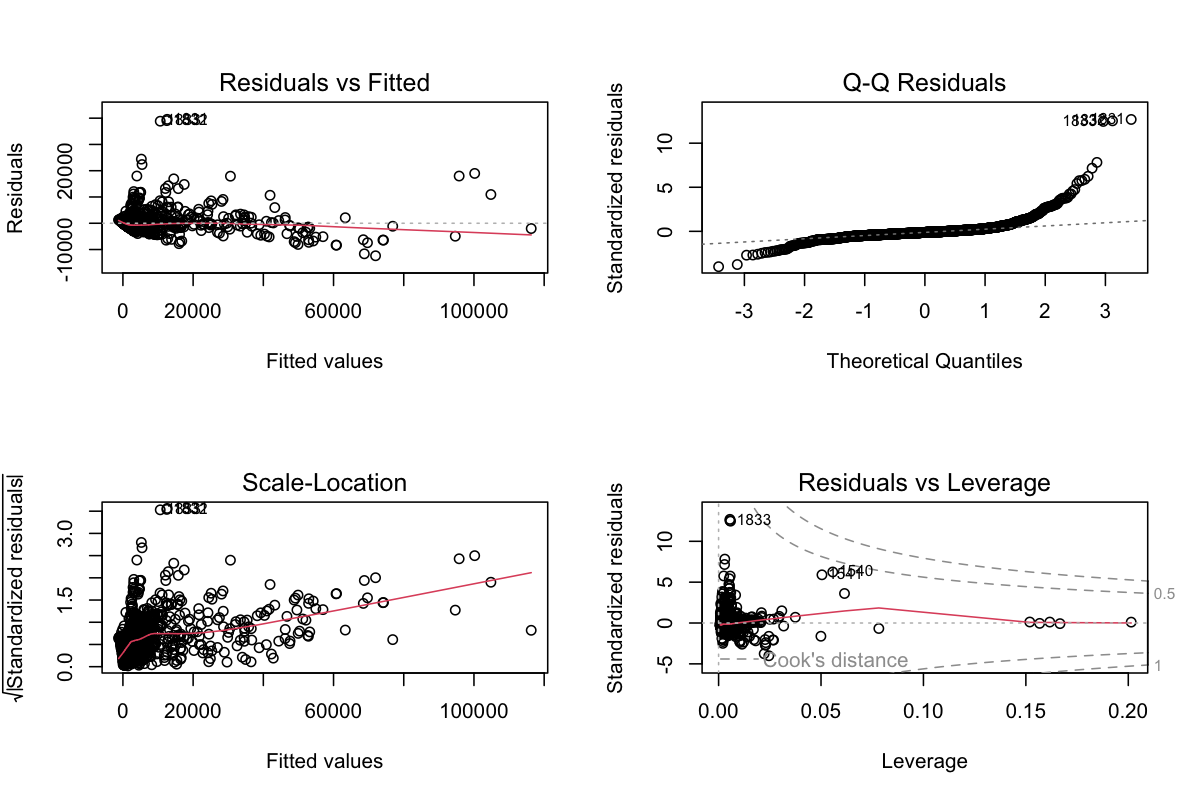 Residuals vs Fitted
Residuals
-10000
20000
0
20000
60000
100000
Fitted values
Q-Q Residuals
Standardized residuals
0
5
10
1831
-3
-2
-1
0
1
2
3
Theoretical Quantiles
Scale-Location
√|Standardized residuals|
0.0
1.5
3.0
0
20000
60000
100000
Fitted values
Residuals vs Leverage
Standardized residuals
-5
0
5
10
1833
1540
Cook's distance
0.5
1
0.00
0.05
0.10
0.15
0.20
Leverage